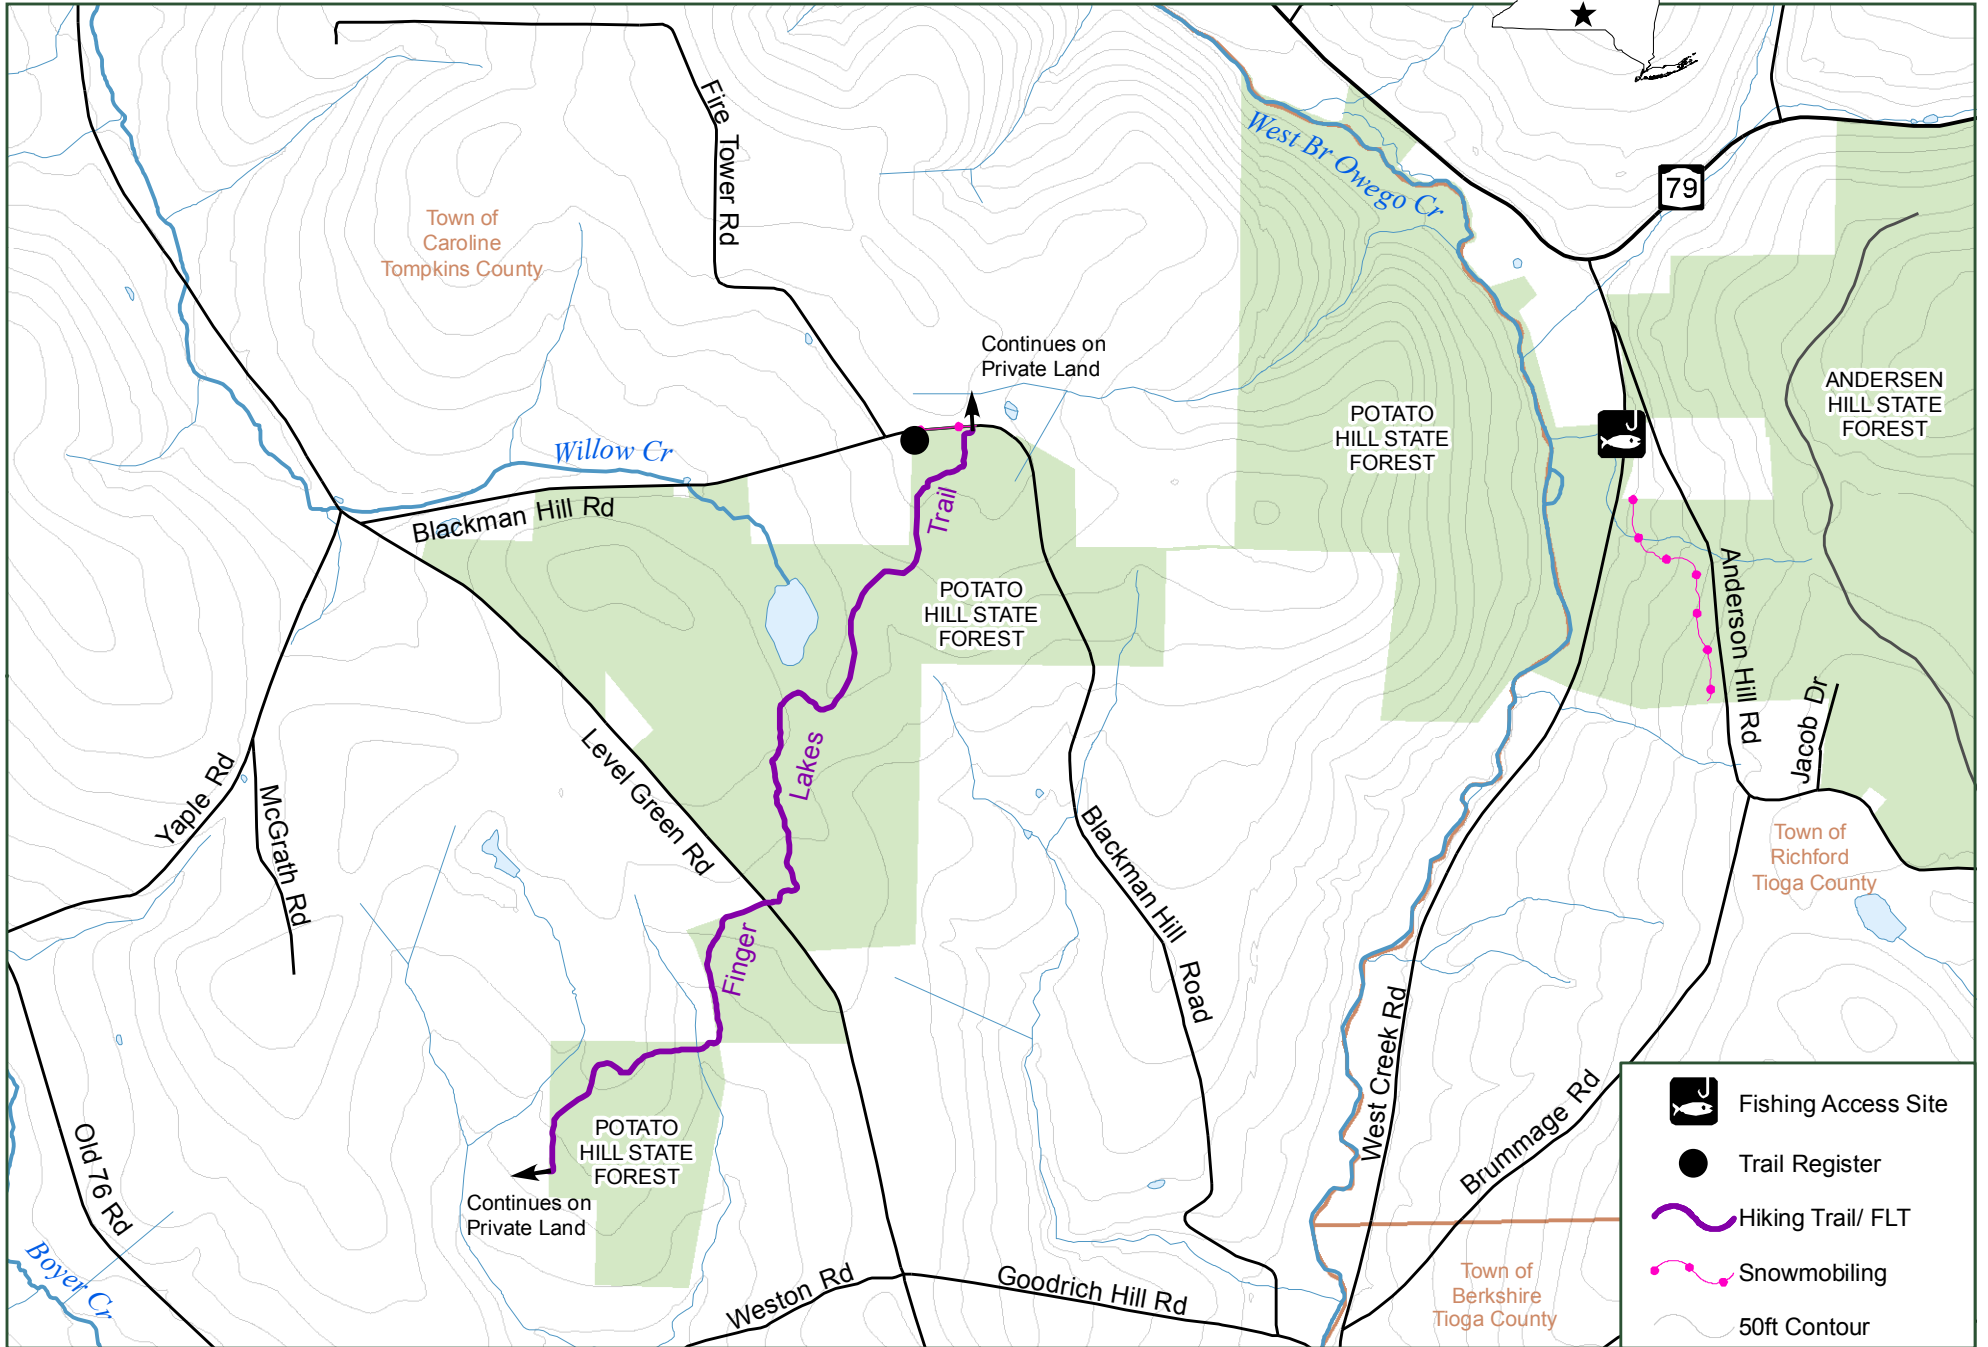 West Br Owego Cr
79
Fire Tower Rd
Town of
Caroline
Tompkins County
Continues on
Private Land
ANDERSEN
HILL STATE
FOREST
POTATO
HILL STATE
FOREST
Willow Cr
Blackman Hill Rd
Trail
POTATO
HILL STATE
FOREST
Anderson Hill Rd
Jacob Dr
Level Green Rd
Lakes
Yaple Rd
McGrath Rd
Blackman Hill Road
Town of
Richford
Tioga County
Finger
West Creek Rd
Brummage Rd
POTATO
HILL STATE
FOREST
Continues on
Private Land
Old 76 Rd
Boyer Cr
Weston Rd
Goodrich Hill Rd
Town of
Berkshire
Tioga County
Fishing Access Site
Trail Register
Hiking Trail/ FLT
Snowmobiling
50ft Contour